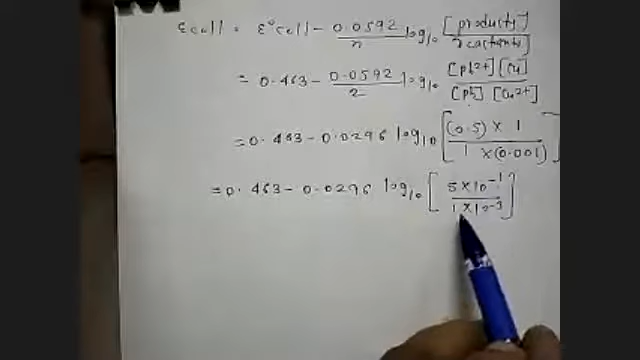 Ecell = E°cell - 0.0592/n log10 [product]/[reactants]
= 0.463 - 0.0592/2 log10 [Pb2+][Cu]/[Pb][Cu2+]
= 0.463 - 0.0296 log10 [(0.5) × 1 / 1 × (0.001)]
= 0.463 - 0.0296 log10 [5 × 10⁻¹ / 1 × 10⁻³]